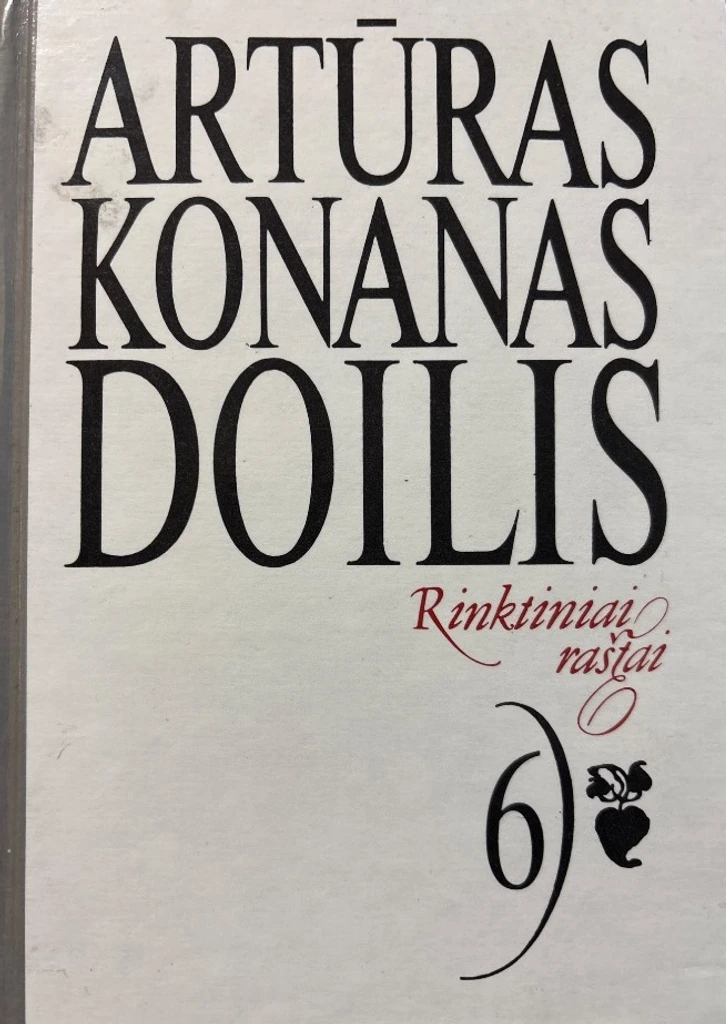 ARTŪRAS
KONANAS
DOILIS
Rinktiniai
raštai
6)